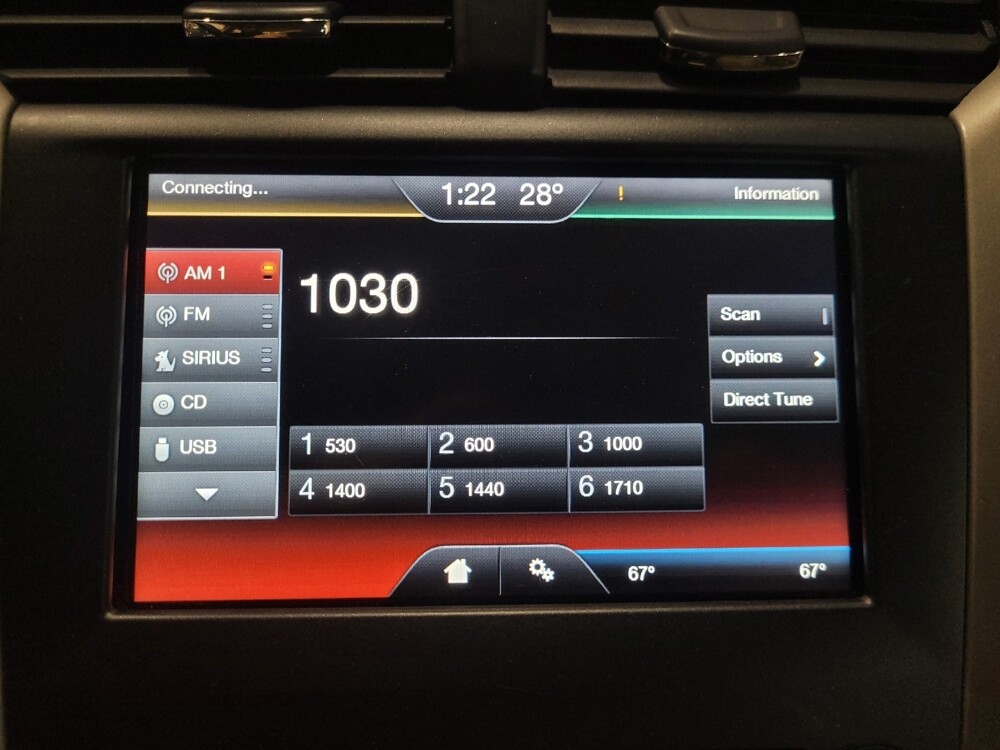 Connecting...
1:22 28°
! Information
AM 1
FM
SIRIUS
CD
USB
1030
Scan
Options
Direct Tune
1 530
2 600
3 1000
4 1400
5 1440
6 1710
67°
67°